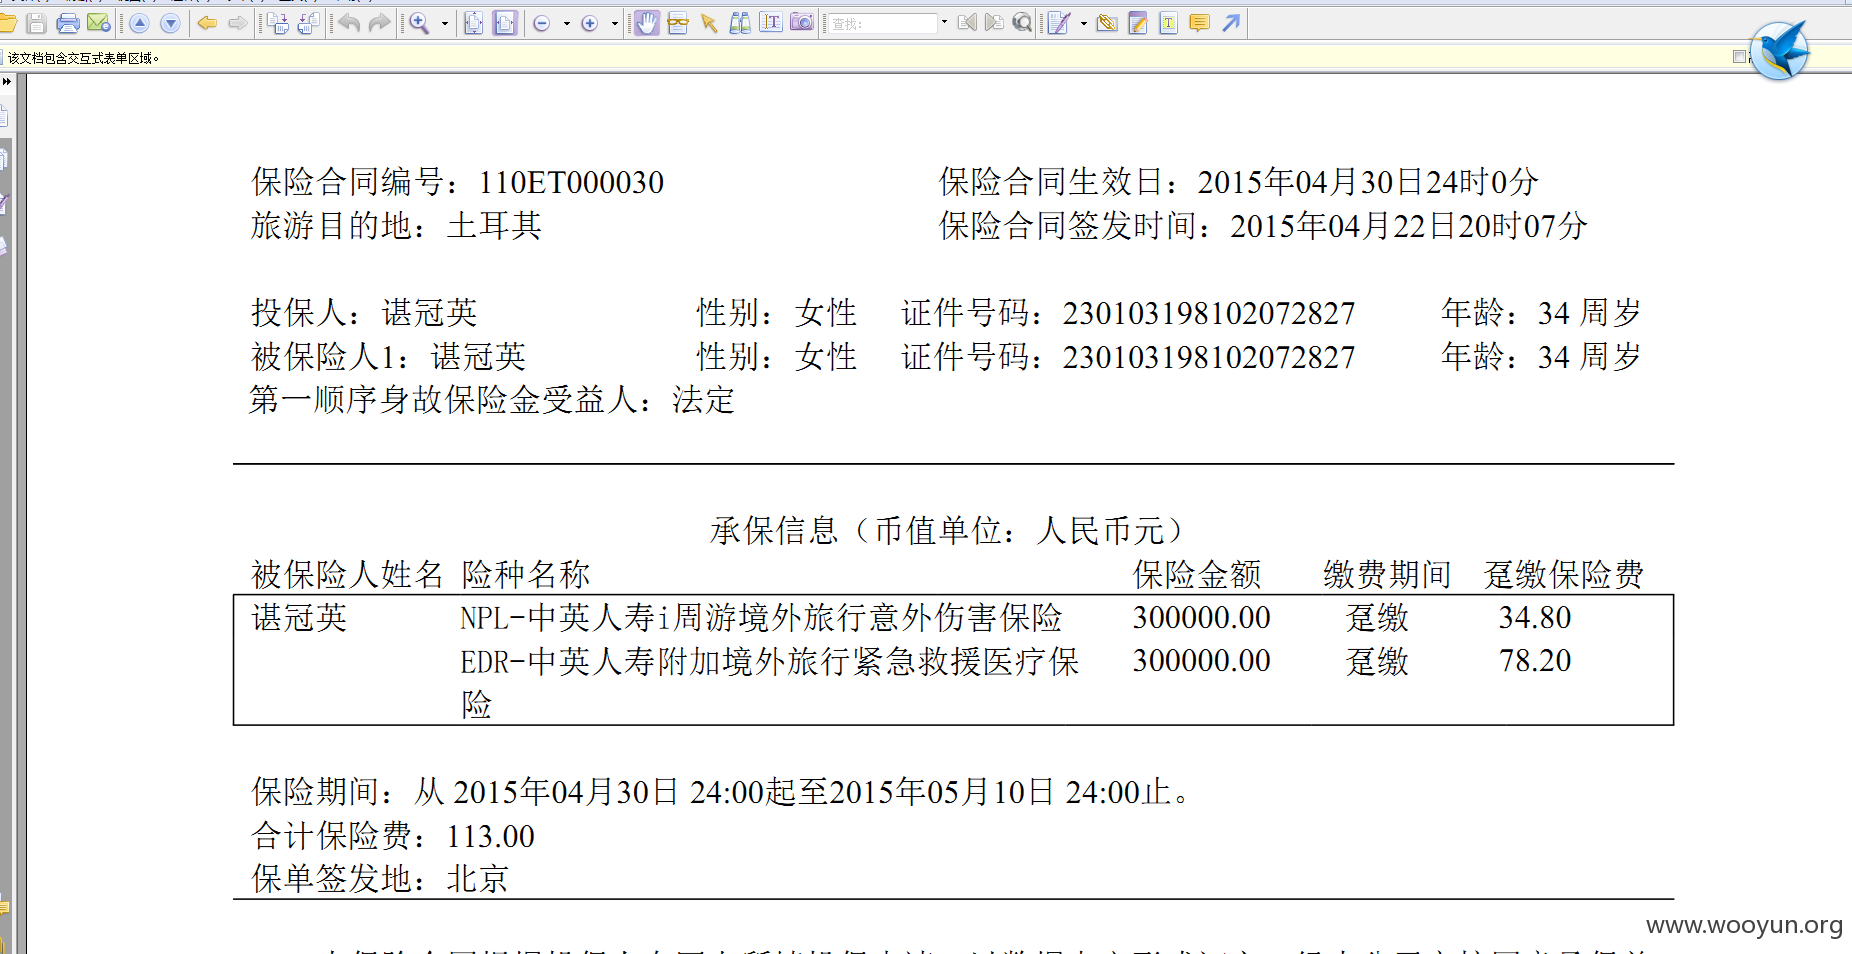 查找:
该文档包含交互式表单区域。
保险合同编号：110ET000030 保险合同生效日：2015年04月30日24时0分
旅游目的地：土耳其 保险合同签发时间：2015年04月22日20时07分
投保人：谌冠英 性别：女性 证件号码：230103198102072827 年龄：34 周岁
被保险人1：谌冠英 性别：女性 证件号码：230103198102072827 年龄：34 周岁
第一顺序身故保险金受益人：法定
承保信息（币值单位：人民币元）
被保险人姓名 险种名称 保险金额 缴费期间 趸缴保险费
谌冠英 NPL-中英人寿i周游境外旅行意外伤害保险 300000.00 趸缴 34.80
EDR-中英人寿附加境外旅行紧急救援医疗保 300000.00 趸缴 78.20
险
保险期间：从 2015年04月30日 24:00起至2015年05月10日 24:00止。
合计保险费：113.00
保单签发地：北京
www.wooyun.org